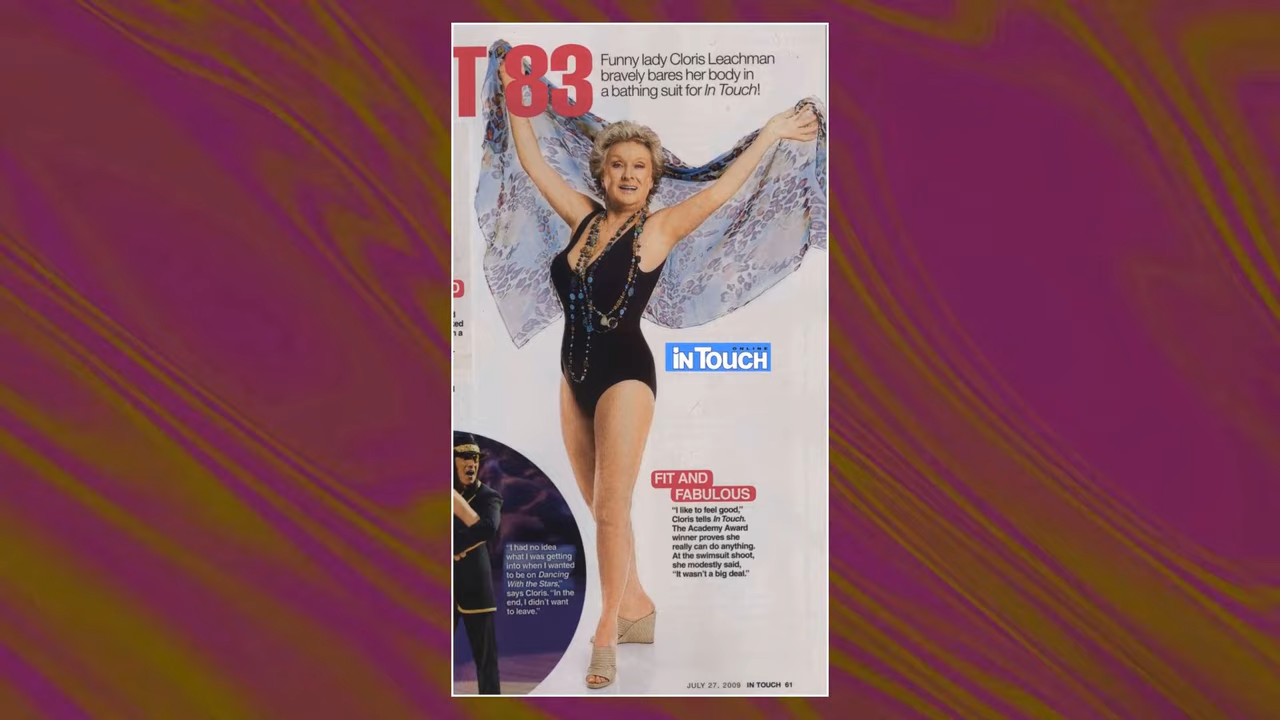 T 83
Funny lady Cloris Leachman
bravely bares her body in
a bathing suit for In Touch!
ONLINE
inTOUCH
FIT AND
FABULOUS
"I like to feel good,"
Cloris tells In Touch.
The Academy Award
winner proves she
really can do anything.
At the swimsuit shoot,
she modestly said,
"It wasn't a big deal."
"I had no idea
what I was getting
into when I wanted
to be on Dancing
With the Stars,"
says Cloris. "In the
end, I didn't want
to leave."
JULY 27, 2009 IN TOUCH 61